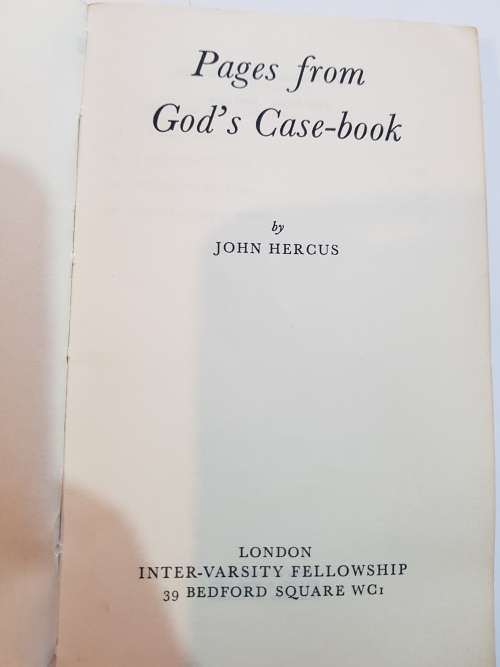 Pages from
God's Case-book
by
JOHN HERCUS
LONDON
INTER-VARSITY FELLOWSHIP
39 BEDFORD SQUARE WC1